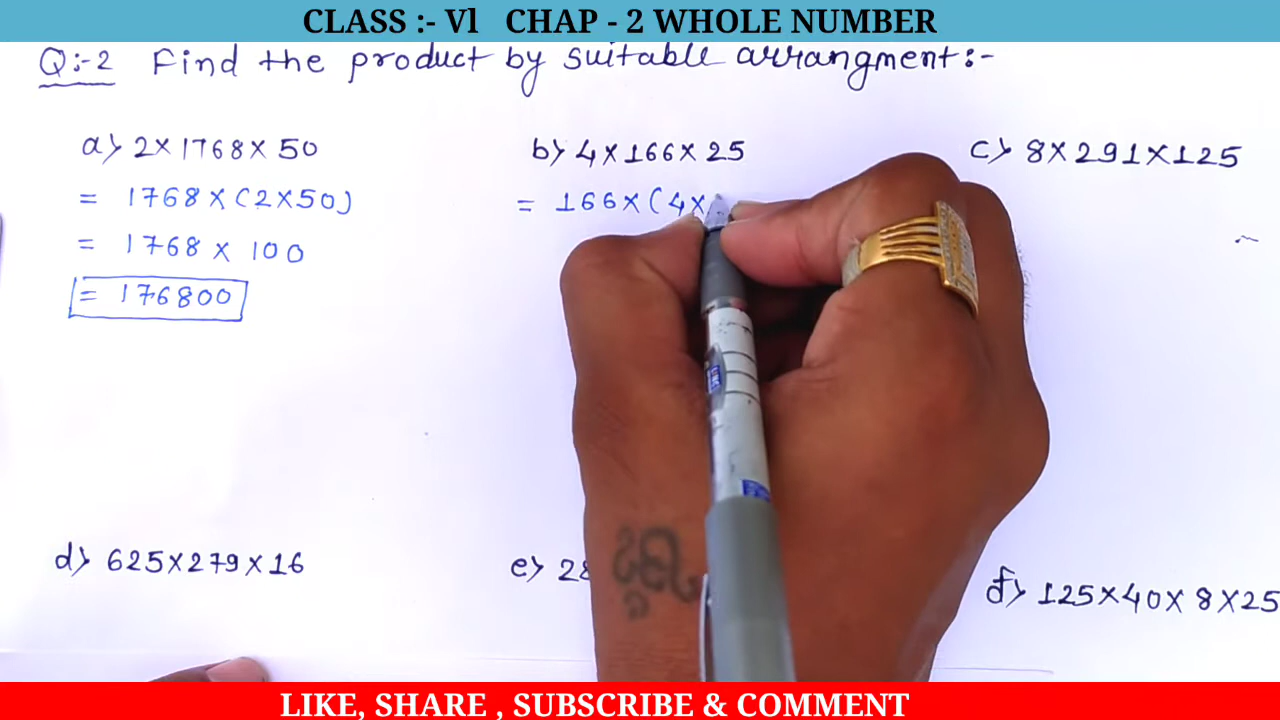 CLASS :- Vl CHAP - 2 WHOLE NUMBER
Q:-2 Find the product by suitable arrangment:-
a) 2×1768×50
= 1768×(2×50)
= 1768 × 100
= 176800
b) 4×166×25
= 166×(4×
c) 8×291×125
d) 625×279×16
e) 28
f) 125×40×8×25
LIKE, SHARE , SUBSCRIBE & COMMENT